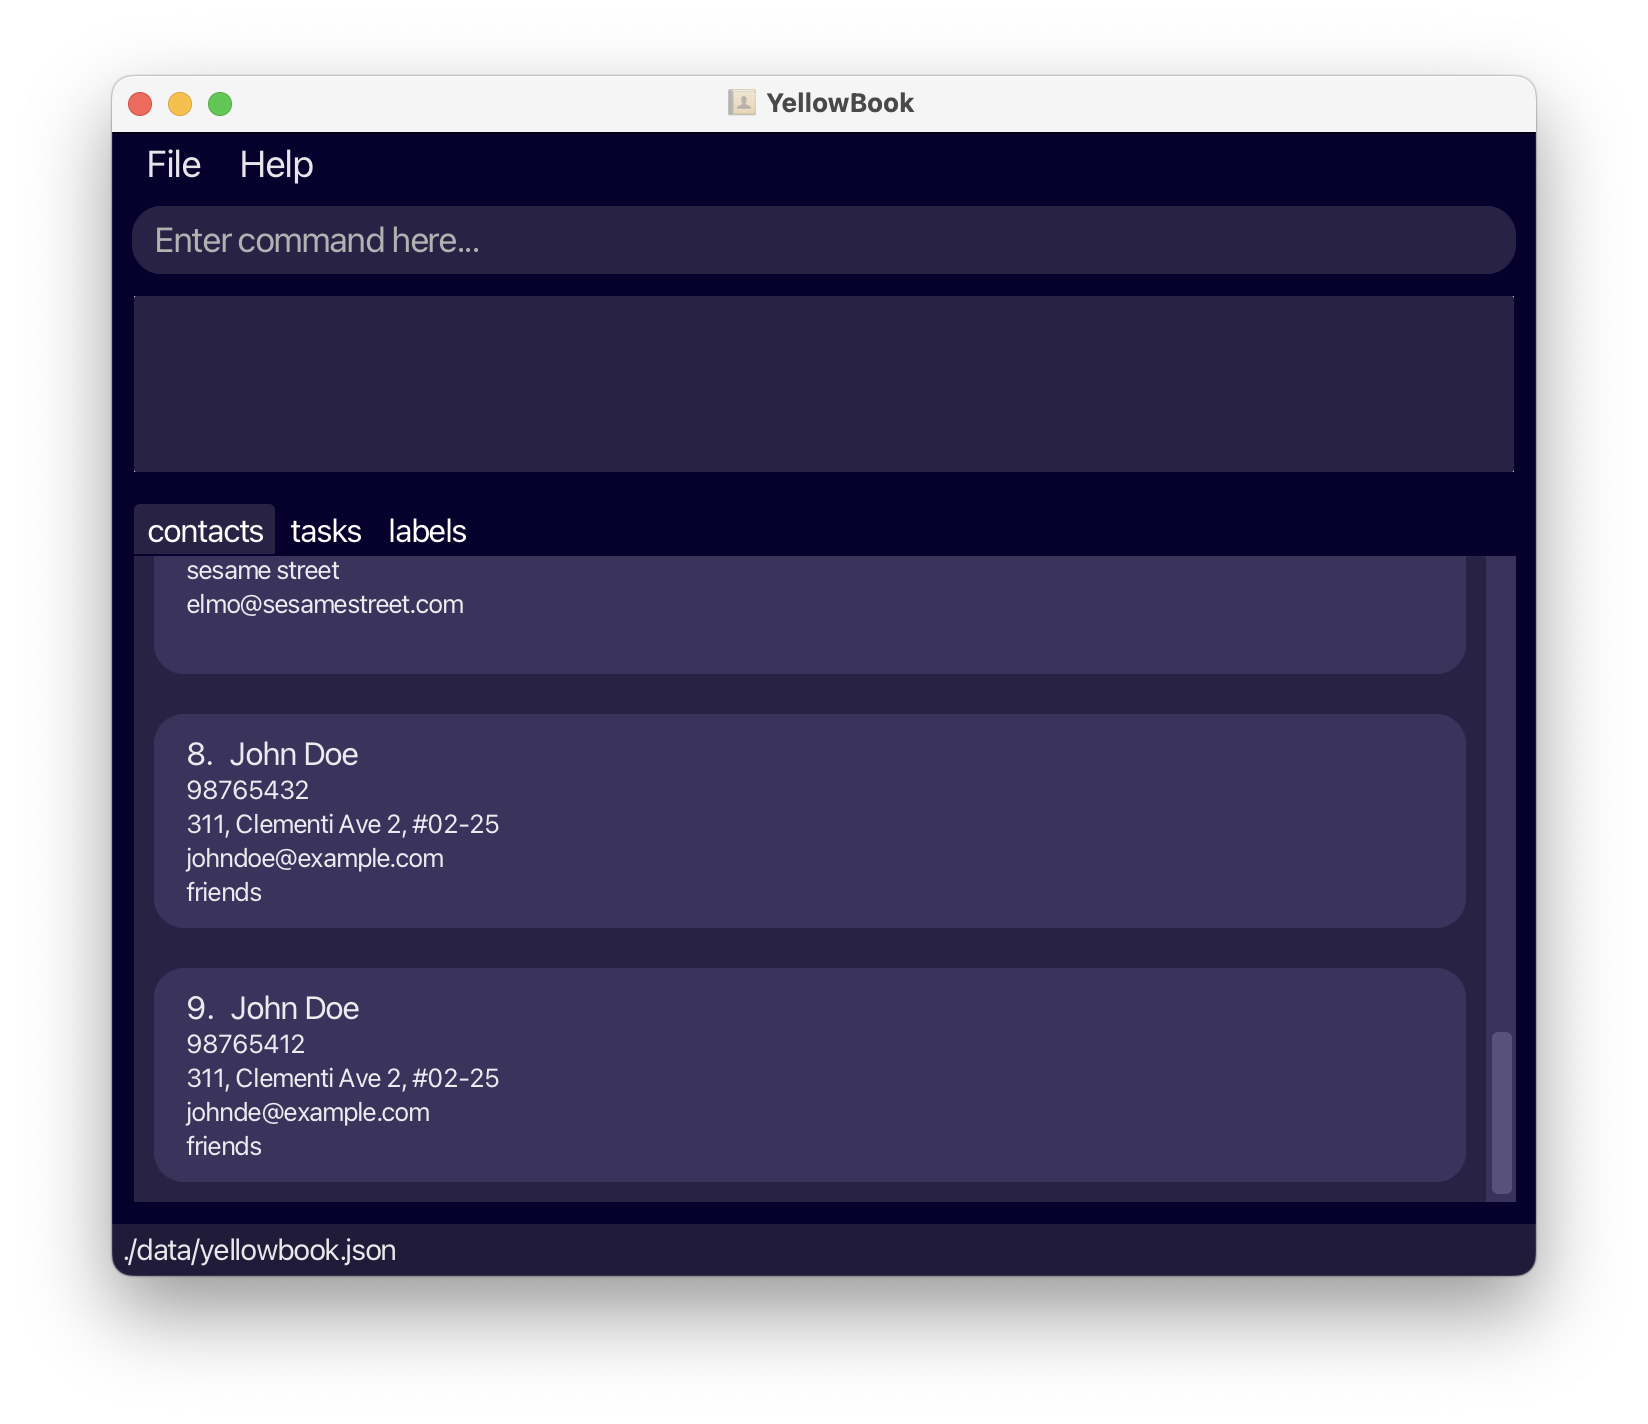 YellowBook
File Help
Enter command here...
contacts tasks labels
sesame street
elmo@sesamestreet.com
8. John Doe
98765432
311, Clementi Ave 2, #02-25
johndoe@example.com
friends
9. John Doe
98765412
311, Clementi Ave 2, #02-25
johnde@example.com
friends
./data/yellowbook.json